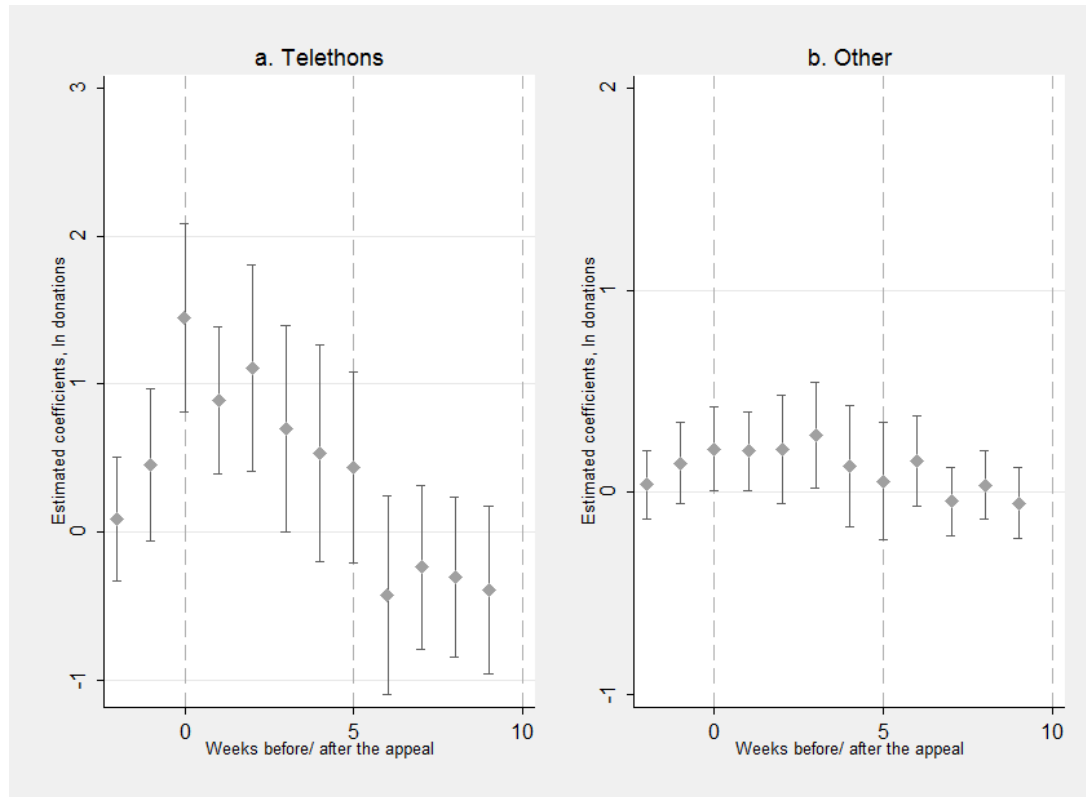 a. Telethons
Estimated coefficients, ln donations
3
2
1
0
-1
0 5 10
Weeks before/ after the appeal
b. Other
Estimated coefficients, ln donations
2
1
0
-1
0 5 10
Weeks before/ after the appeal